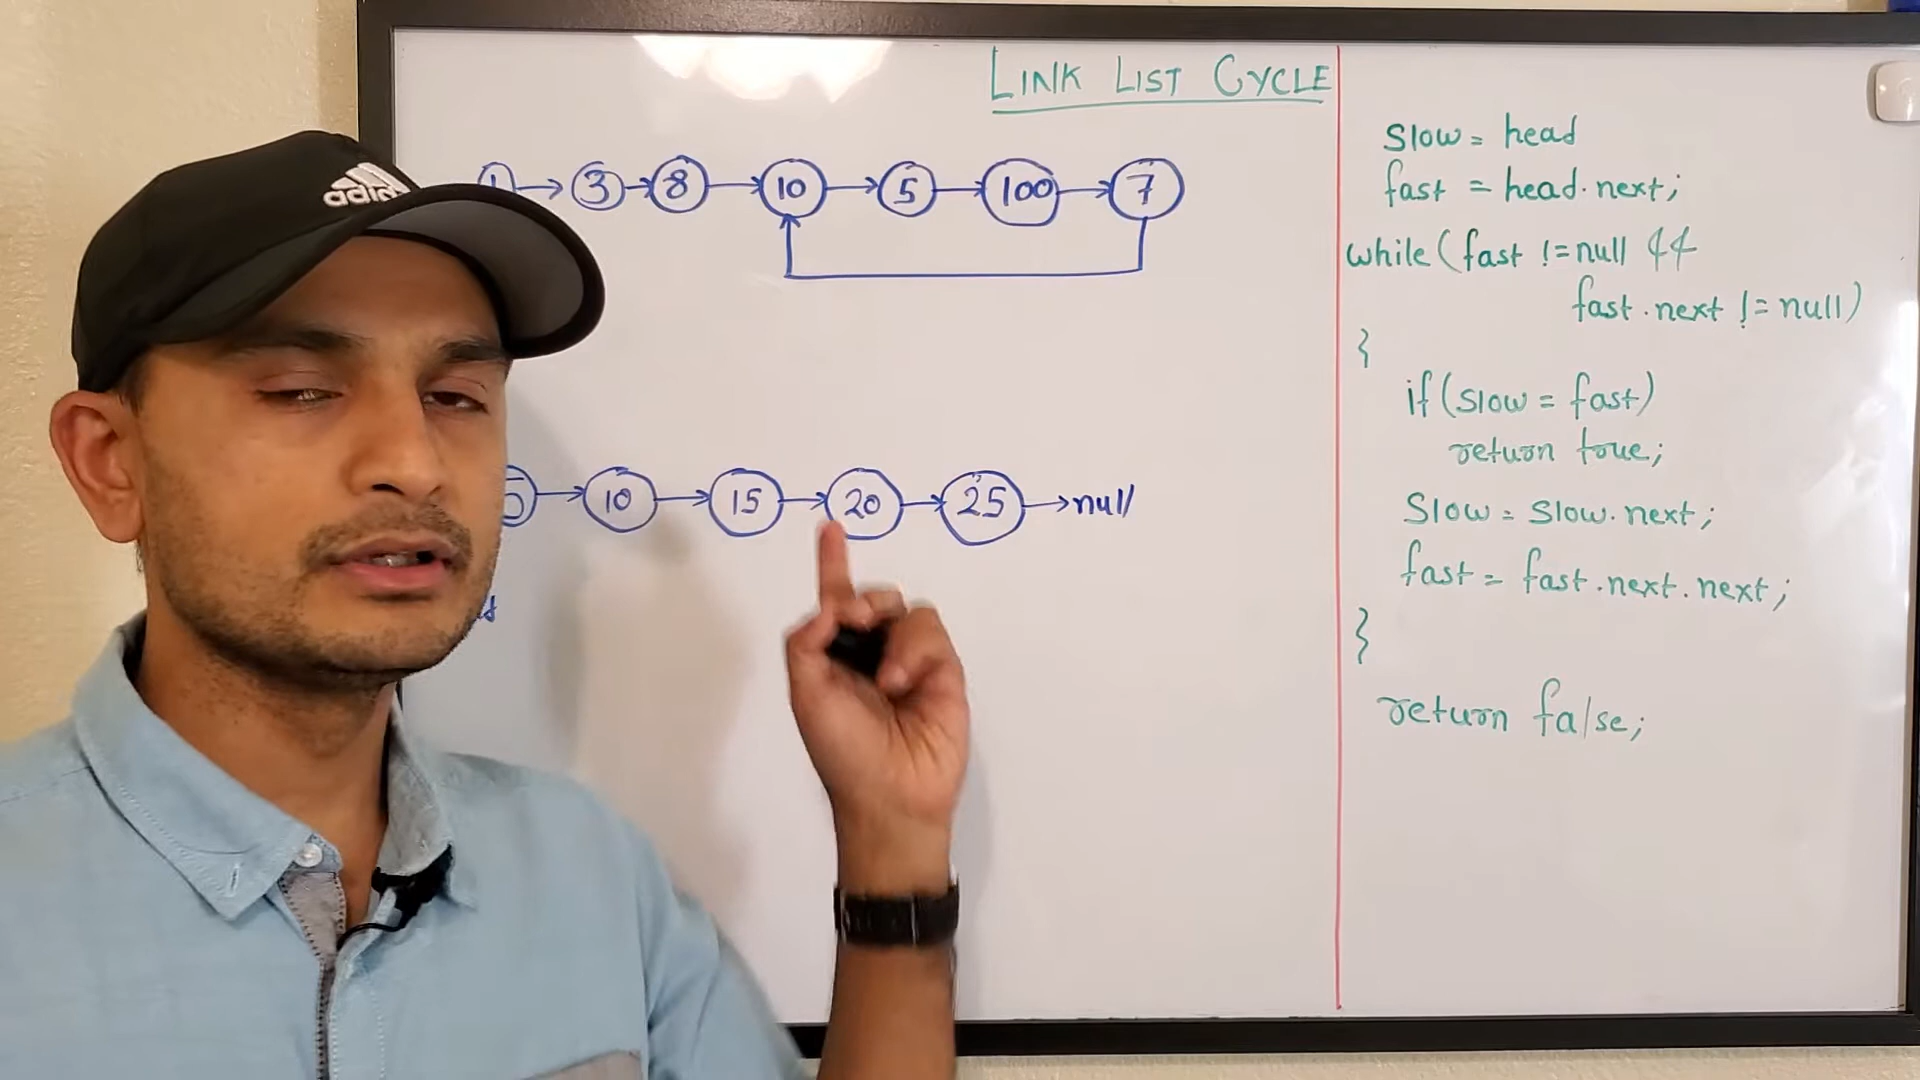 LINK LIST CYCLE
adida
1 → 3 → 8 → 10 → 5 → 100 → 7
10 → 15 → 20 → 25 → null
Slow = head
fast = head.next;
while (fast != null &&
fast.next != null)
{
if (slow = fast)
return true;
Slow = Slow.next;
fast = fast.next.next;
}
return false;